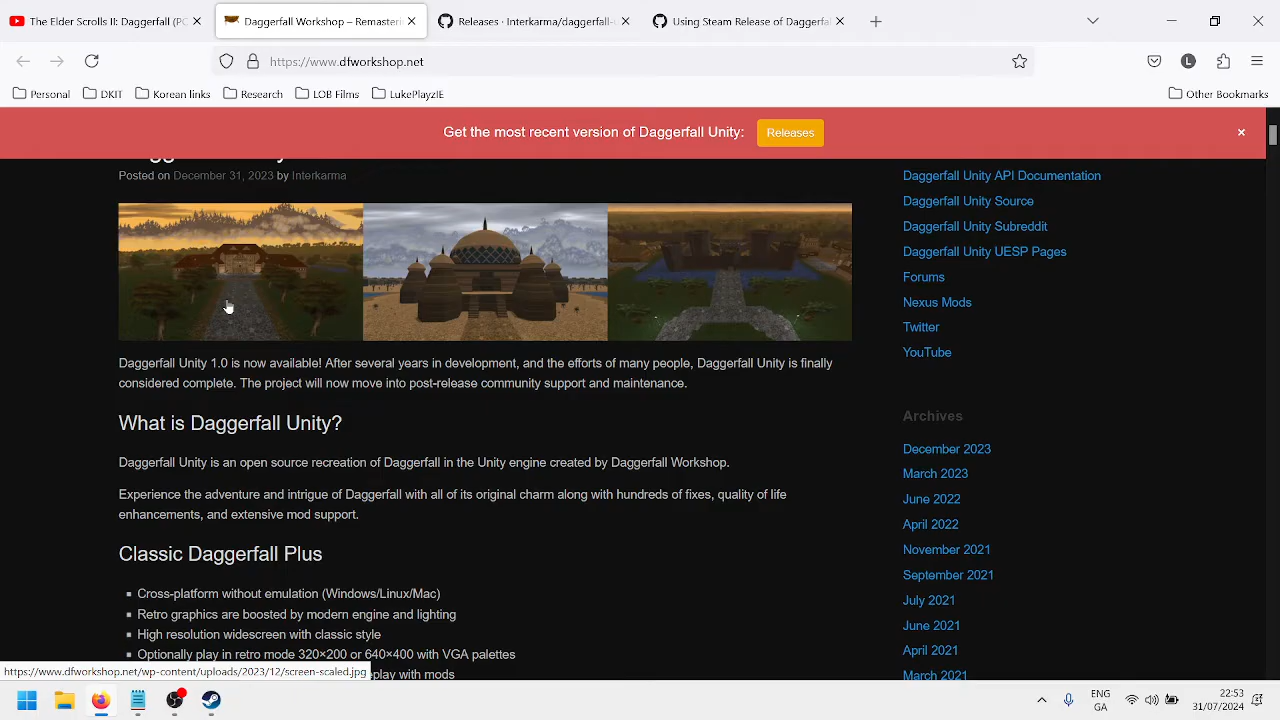 The Elder Scrolls II: Daggerfall (PC
Daggerfall Workshop – Remasterin
Releases · Interkarma/daggerfall-u
Using Steam Release of Daggerfal
https://www.dfworkshop.net
Personal
DKIT
Korean links
Research
LOB Films
LukePlayzIE
Other Bookmarks
Get the most recent version of Daggerfall Unity: Releases
Posted on December 31, 2023 by Interkarma
Daggerfall Unity 1.0 is now available! After several years in development, and the efforts of many people, Daggerfall Unity is finally
considered complete. The project will now move into post-release community support and maintenance.
What is Daggerfall Unity?
Daggerfall Unity is an open source recreation of Daggerfall in the Unity engine created by Daggerfall Workshop.
Experience the adventure and intrigue of Daggerfall with all of its original charm along with hundreds of fixes, quality of life
enhancements, and extensive mod support.
Classic Daggerfall Plus
Cross-platform without emulation (Windows/Linux/Mac)
Retro graphics are boosted by modern engine and lighting
High resolution widescreen with classic style
Optionally play in retro mode 320×200 or 640×400 with VGA palettes
play with mods
Daggerfall Unity API Documentation
Daggerfall Unity Source
Daggerfall Unity Subreddit
Daggerfall Unity UESP Pages
Forums
Nexus Mods
Twitter
YouTube
Archives
December 2023
March 2023
June 2022
April 2022
November 2021
September 2021
July 2021
June 2021
April 2021
March 2021
https://www.dfworkshop.net/wp-content/uploads/2023/12/screen-scaled.jpg
ENG
GA
22:53
31/07/2024